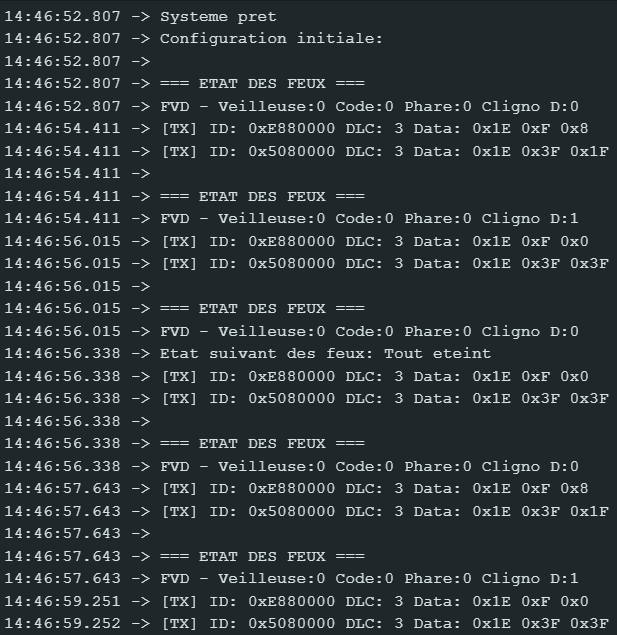 14:46:52.807 -> Systeme pret
14:46:52.807 -> Configuration initiale:
14:46:52.807 ->
14:46:52.807 -> === ETAT DES FEUX ===
14:46:52.807 -> FVD - Veilleuse:0 Code:0 Phare:0 Cligno D:0
14:46:54.411 -> [TX] ID: 0xE880000 DLC: 3 Data: 0x1E 0xF 0x8
14:46:54.411 -> [TX] ID: 0x5080000 DLC: 3 Data: 0x1E 0x3F 0x1F
14:46:54.411 ->
14:46:54.411 -> === ETAT DES FEUX ===
14:46:54.411 -> FVD - Veilleuse:0 Code:0 Phare:0 Cligno D:1
14:46:56.015 -> [TX] ID: 0xE880000 DLC: 3 Data: 0x1E 0xF 0x0
14:46:56.015 -> [TX] ID: 0x5080000 DLC: 3 Data: 0x1E 0x3F 0x3F
14:46:56.015 ->
14:46:56.015 -> === ETAT DES FEUX ===
14:46:56.015 -> FVD - Veilleuse:0 Code:0 Phare:0 Cligno D:0
14:46:56.338 -> Etat suivant des feux: Tout eteint
14:46:56.338 -> [TX] ID: 0xE880000 DLC: 3 Data: 0x1E 0xF 0x0
14:46:56.338 -> [TX] ID: 0x5080000 DLC: 3 Data: 0x1E 0x3F 0x3F
14:46:56.338 ->
14:46:56.338 -> === ETAT DES FEUX ===
14:46:56.338 -> FVD - Veilleuse:0 Code:0 Phare:0 Cligno D:0
14:46:57.643 -> [TX] ID: 0xE880000 DLC: 3 Data: 0x1E 0xF 0x8
14:46:57.643 -> [TX] ID: 0x5080000 DLC: 3 Data: 0x1E 0x3F 0x1F
14:46:57.643 ->
14:46:57.643 -> === ETAT DES FEUX ===
14:46:57.643 -> FVD - Veilleuse:0 Code:0 Phare:0 Cligno D:1
14:46:59.251 -> [TX] ID: 0xE880000 DLC: 3 Data: 0x1E 0xF 0x0
14:46:59.252 -> [TX] ID: 0x5080000 DLC: 3 Data: 0x1E 0x3F 0x3F